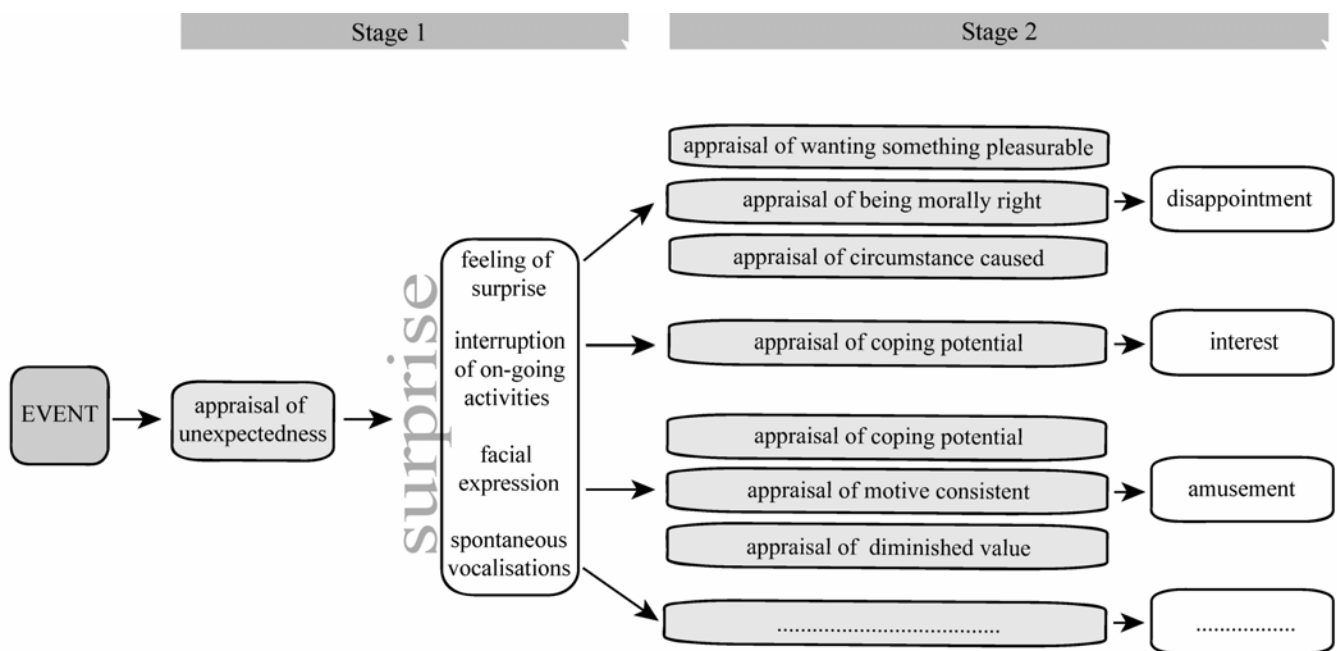 Stage 1
Stage 2
EVENT
appraisal of
unexpectedness
surprise
feeling of
surprise
interruption
of on-going
activities
facial
expression
spontaneous
vocalisations
appraisal of wanting something pleasurable
appraisal of being morally right
appraisal of circumstance caused
disappointment
appraisal of coping potential
interest
appraisal of coping potential
appraisal of motive consistent
appraisal of  diminished value
amusement
.....................................
.................